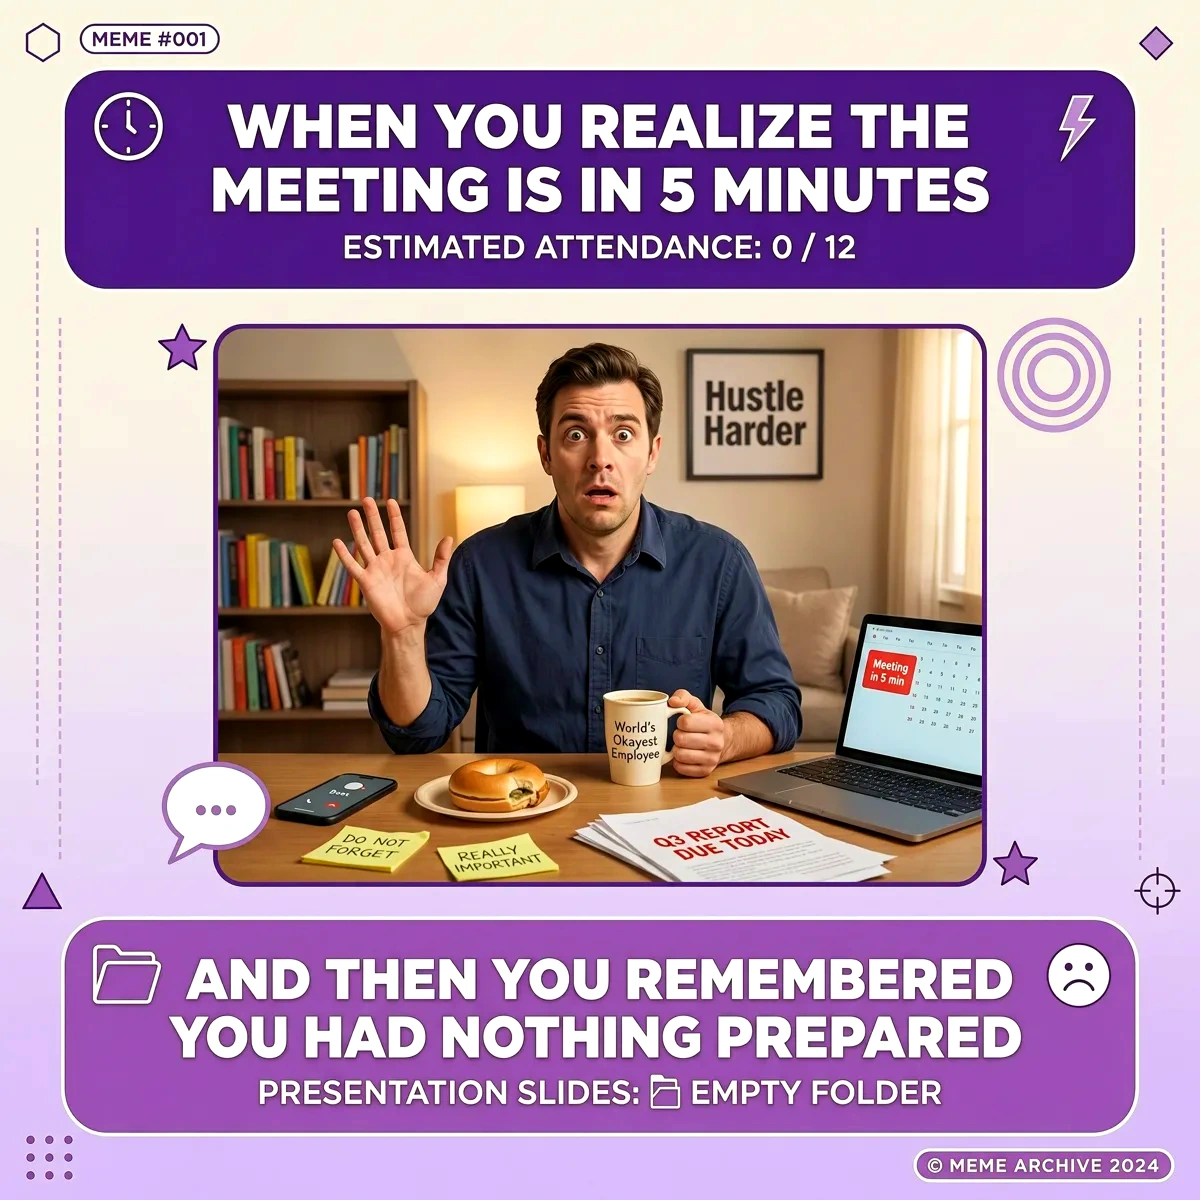 MEME #001
WHEN YOU REALIZE THE
MEETING IS IN 5 MINUTES
ESTIMATED ATTENDANCE: 0 / 12
Hustle
Harder
Meeting
in 5 min
World's
Okayest
Employee
DO NOT
FORGET
REALLY
IMPORTANT
Q3 REPORT
DUE TODAY
AND THEN YOU REMEMBERED
YOU HAD NOTHING PREPARED
PRESENTATION SLIDES: EMPTY FOLDER
© MEME ARCHIVE 2024